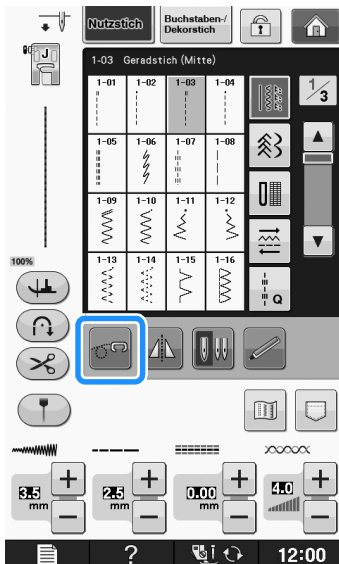 Nutzstich
Buchstaben-/
Dekorstich
J
1-03 Geradstich (Mitte)
1/3
1-01 1-02 1-03 1-04
1-05 1-06 1-07 1-08
1-09 1-10 1-11 1-12
1-13 1-14 1-15 1-16
Q
100%
3.5 mm
2.5 mm
0.00 mm
4.0
+ + + +
− − − −
? 12:00